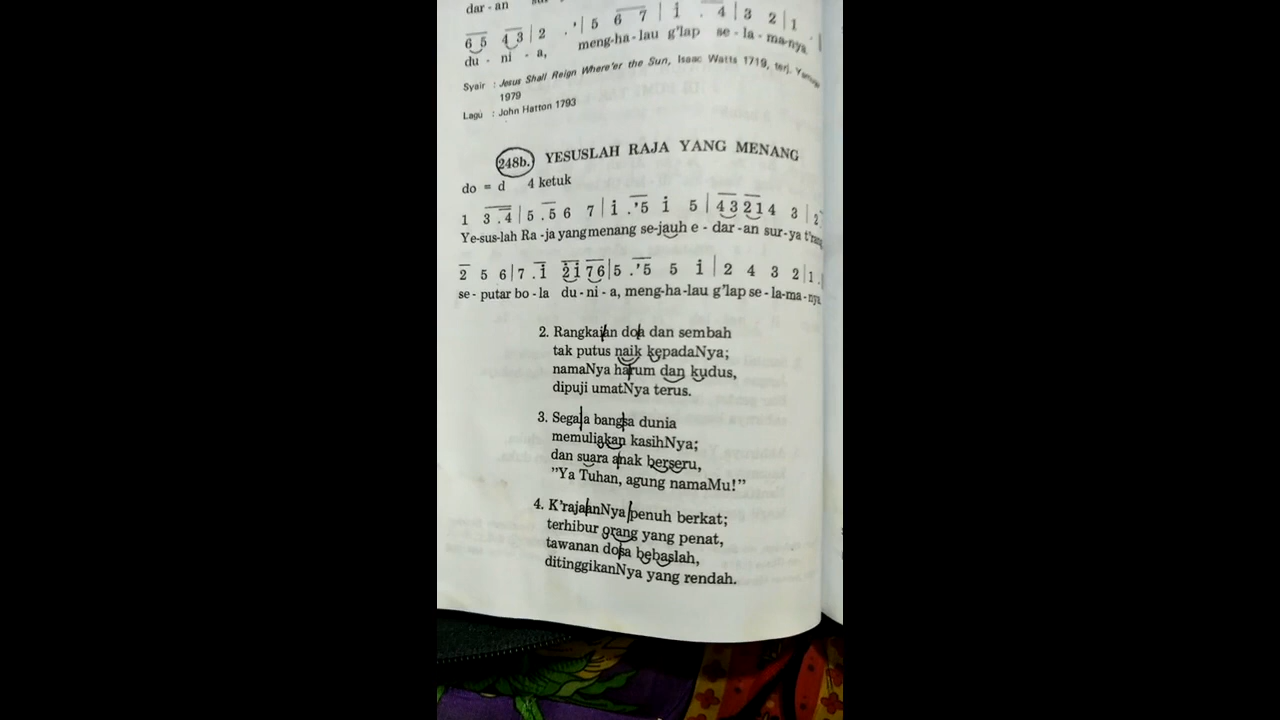 dar - an
6 5 4 3 | 2 . ' | 5 6 7 | i . 4 | 3 2 | 1 . |
du - ni - a, meng-ha-lau g'lap se - la - ma-nya.
Syair : Jesus Shall Reign Where'er the Sun, Isaac Watts 1719, terj. Yamuger
1979
Lagu : John Hatton 1793
248b. YESUSLAH RAJA YANG MENANG
do = d 4 ketuk
1 3 . 4 | 5 . 5 6 7 | i . ' 5 i 5 | 4 3 2 1 4 3 | 2
Ye-sus-lah Ra-ja yang menang se-jauh e - dar-an sur-ya t'rang
2 5 6 | 7 . i 2 i 7 6 | 5 . ' 5 5 i | 2 4 3 2 | 1 .
se - putar bo - la du - ni - a, meng-ha-lau g'lap se - la-ma-nya
2. Rangkaian doa dan sembah
tak putus naik kepadaNya;
namaNya harum dan kudus,
dipuji umatNya terus.
3. Segala bangsa dunia
memuliakan kasihNya;
dan suara anak berseru,
"Ya Tuhan, agung namaMu!"
4. K'rajaanNya penuh berkat;
terhibur orang yang penat,
tawanan dosa bebaslah,
ditinggikanNya yang rendah.